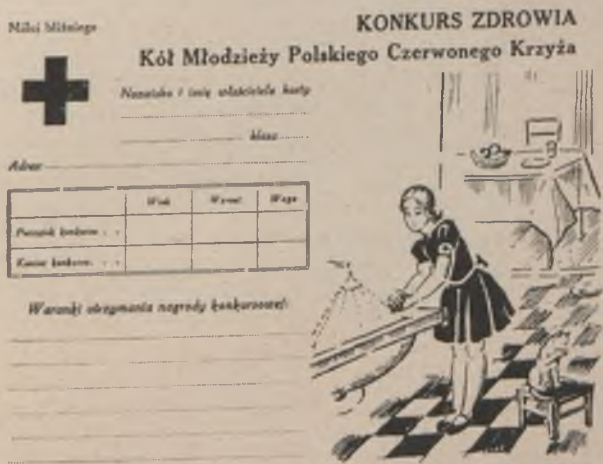 KONKURS ZDROWIA
Kół Młodzieży Polskiego Czerwonego Krzyża
Miłuj bliźniego
Nazwisko i imię właściciela karty
klasa
Adres
Wiek Wzrost Waga
Początek konkursu
Koniec konkursu
Warunki otrzymania nagrody konkursowej: